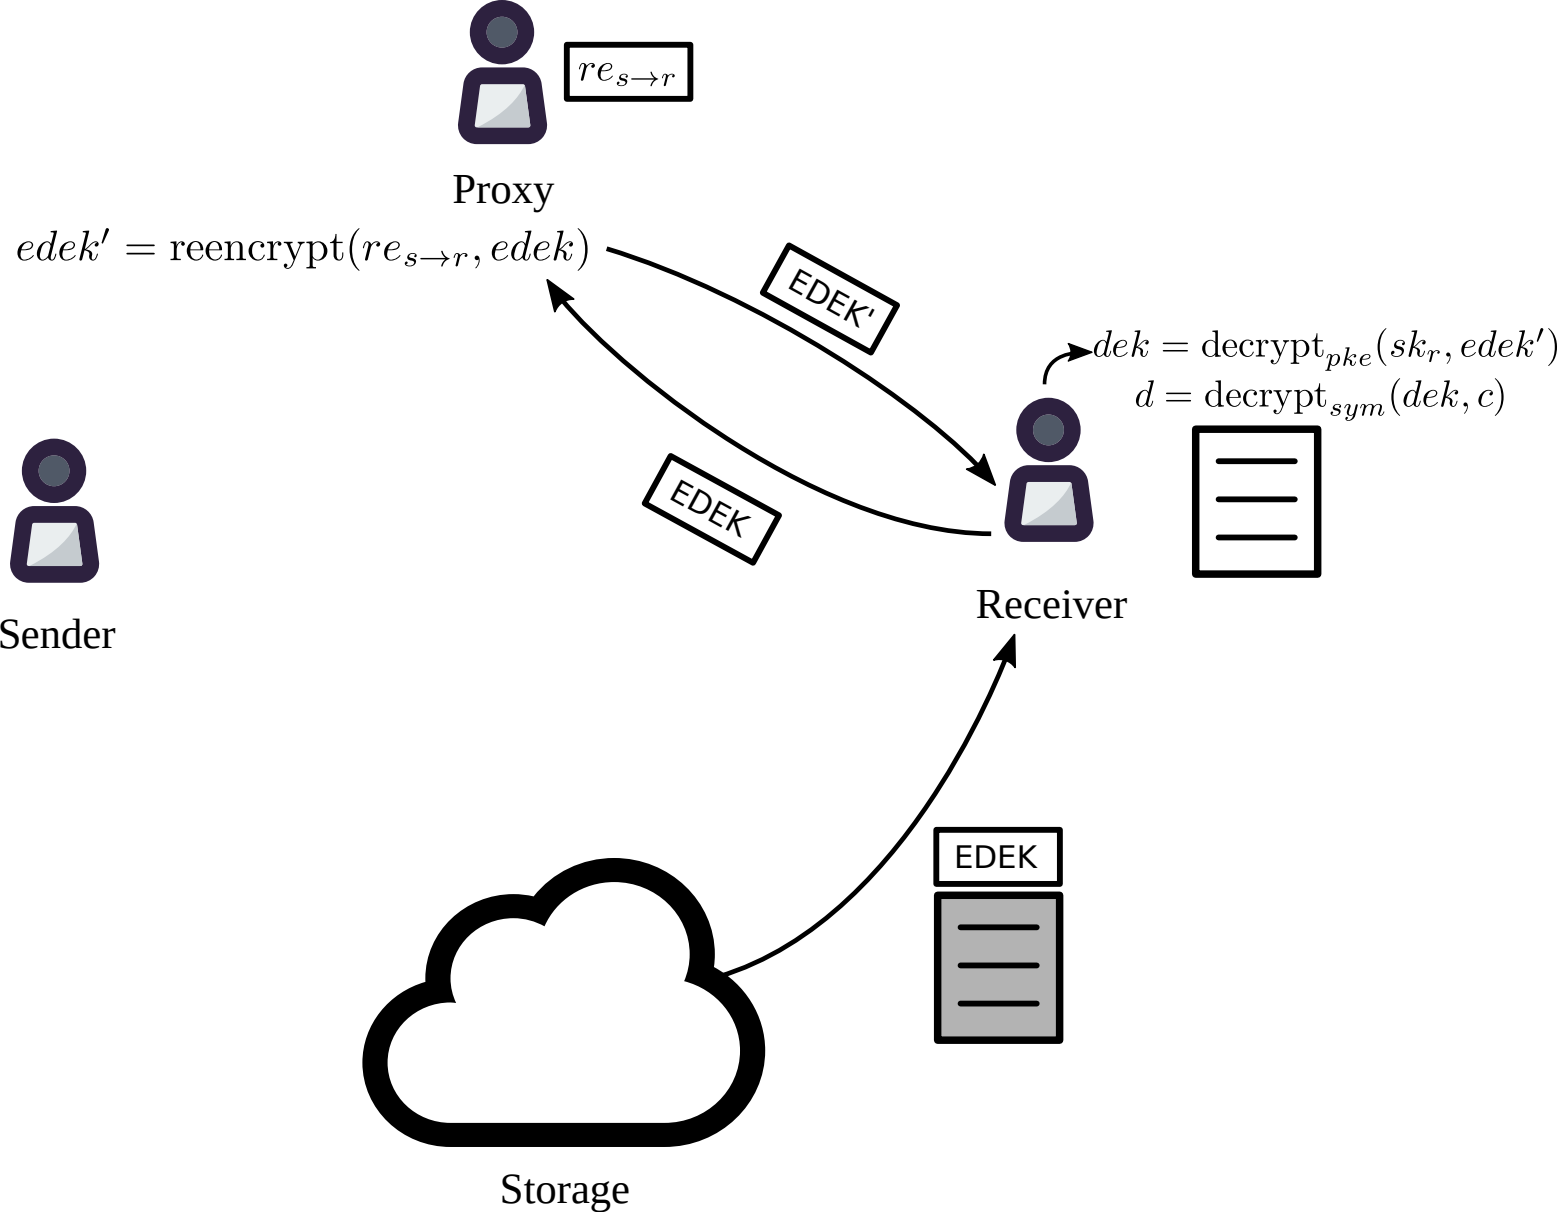 re_{s→r}
Proxy
edek′ = reencrypt(re_{s→r}, edek)
EDEK'
dek = decrypt_{pke}(sk_r, edek′)
d = decrypt_{sym}(dek, c)
EDEK
Receiver
Sender
EDEK
Storage